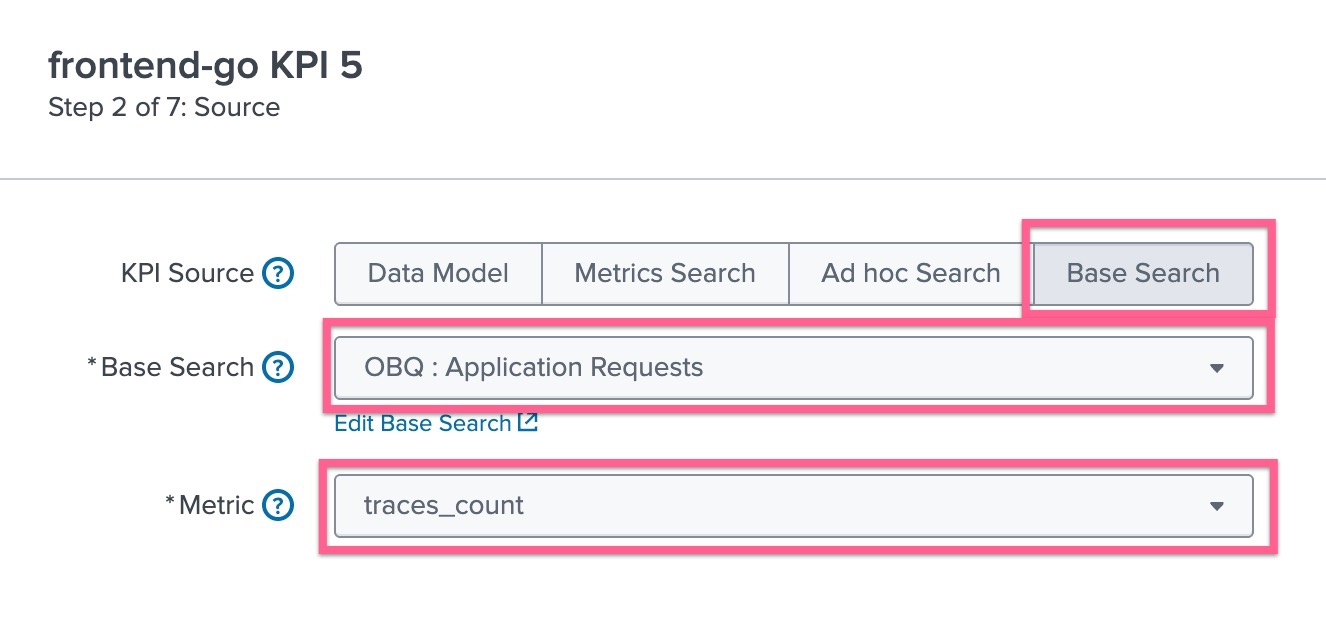 frontend-go KPI 5
Step 2 of 7: Source
KPI Source ? Data Model Metrics Search Ad hoc Search Base Search
*Base Search ? OBQ : Application Requests
Edit Base Search
*Metric ? traces_count